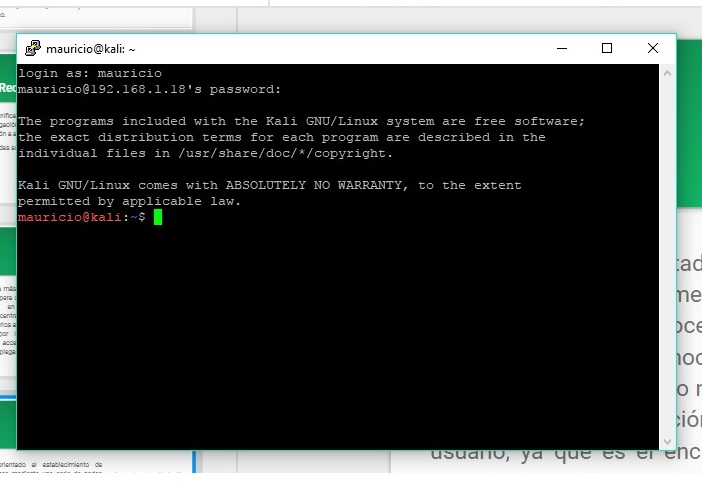 mauricio@kali: ~
login as: mauricio
mauricio@192.168.1.18's password:
The programs included with the Kali GNU/Linux system are free software;
the exact distribution terms for each program are described in the
individual files in /usr/share/doc/*/copyright.
Kali GNU/Linux comes with ABSOLUTELY NO WARRANTY, to the extent
permitted by applicable law.
mauricio@kali:~$
usuario, ya que es el enc
orientado al establecimiento de